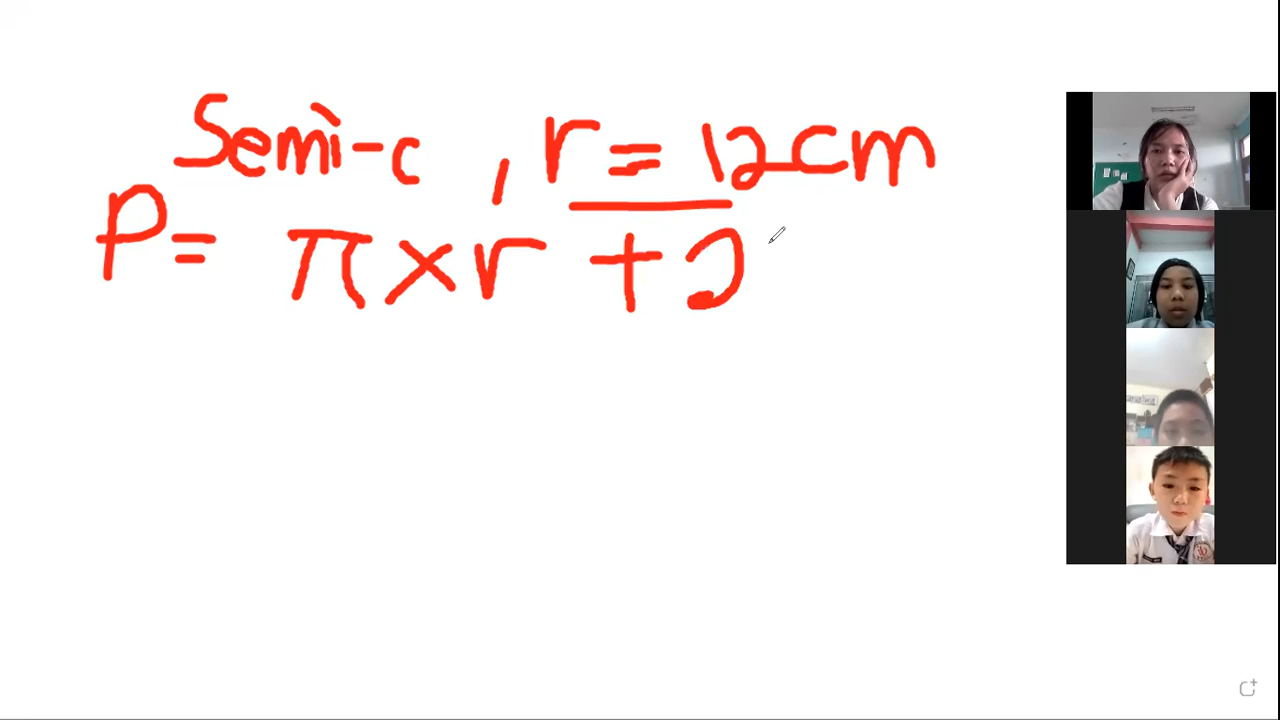 Semi-c , r = 12cm
P = π × r + 2